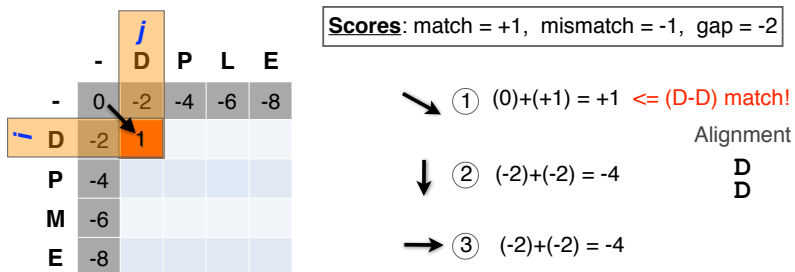 Scores: match = +1, mismatch = -1, gap = -2
j
- D P L E
- 0 -2 -4 -6 -8
i D -2 1
P -4
M -6
E -8
1 (0)+(+1) = +1 <= (D-D) match!
Alignment
D
D
2 (-2)+(-2) = -4
3 (-2)+(-2) = -4